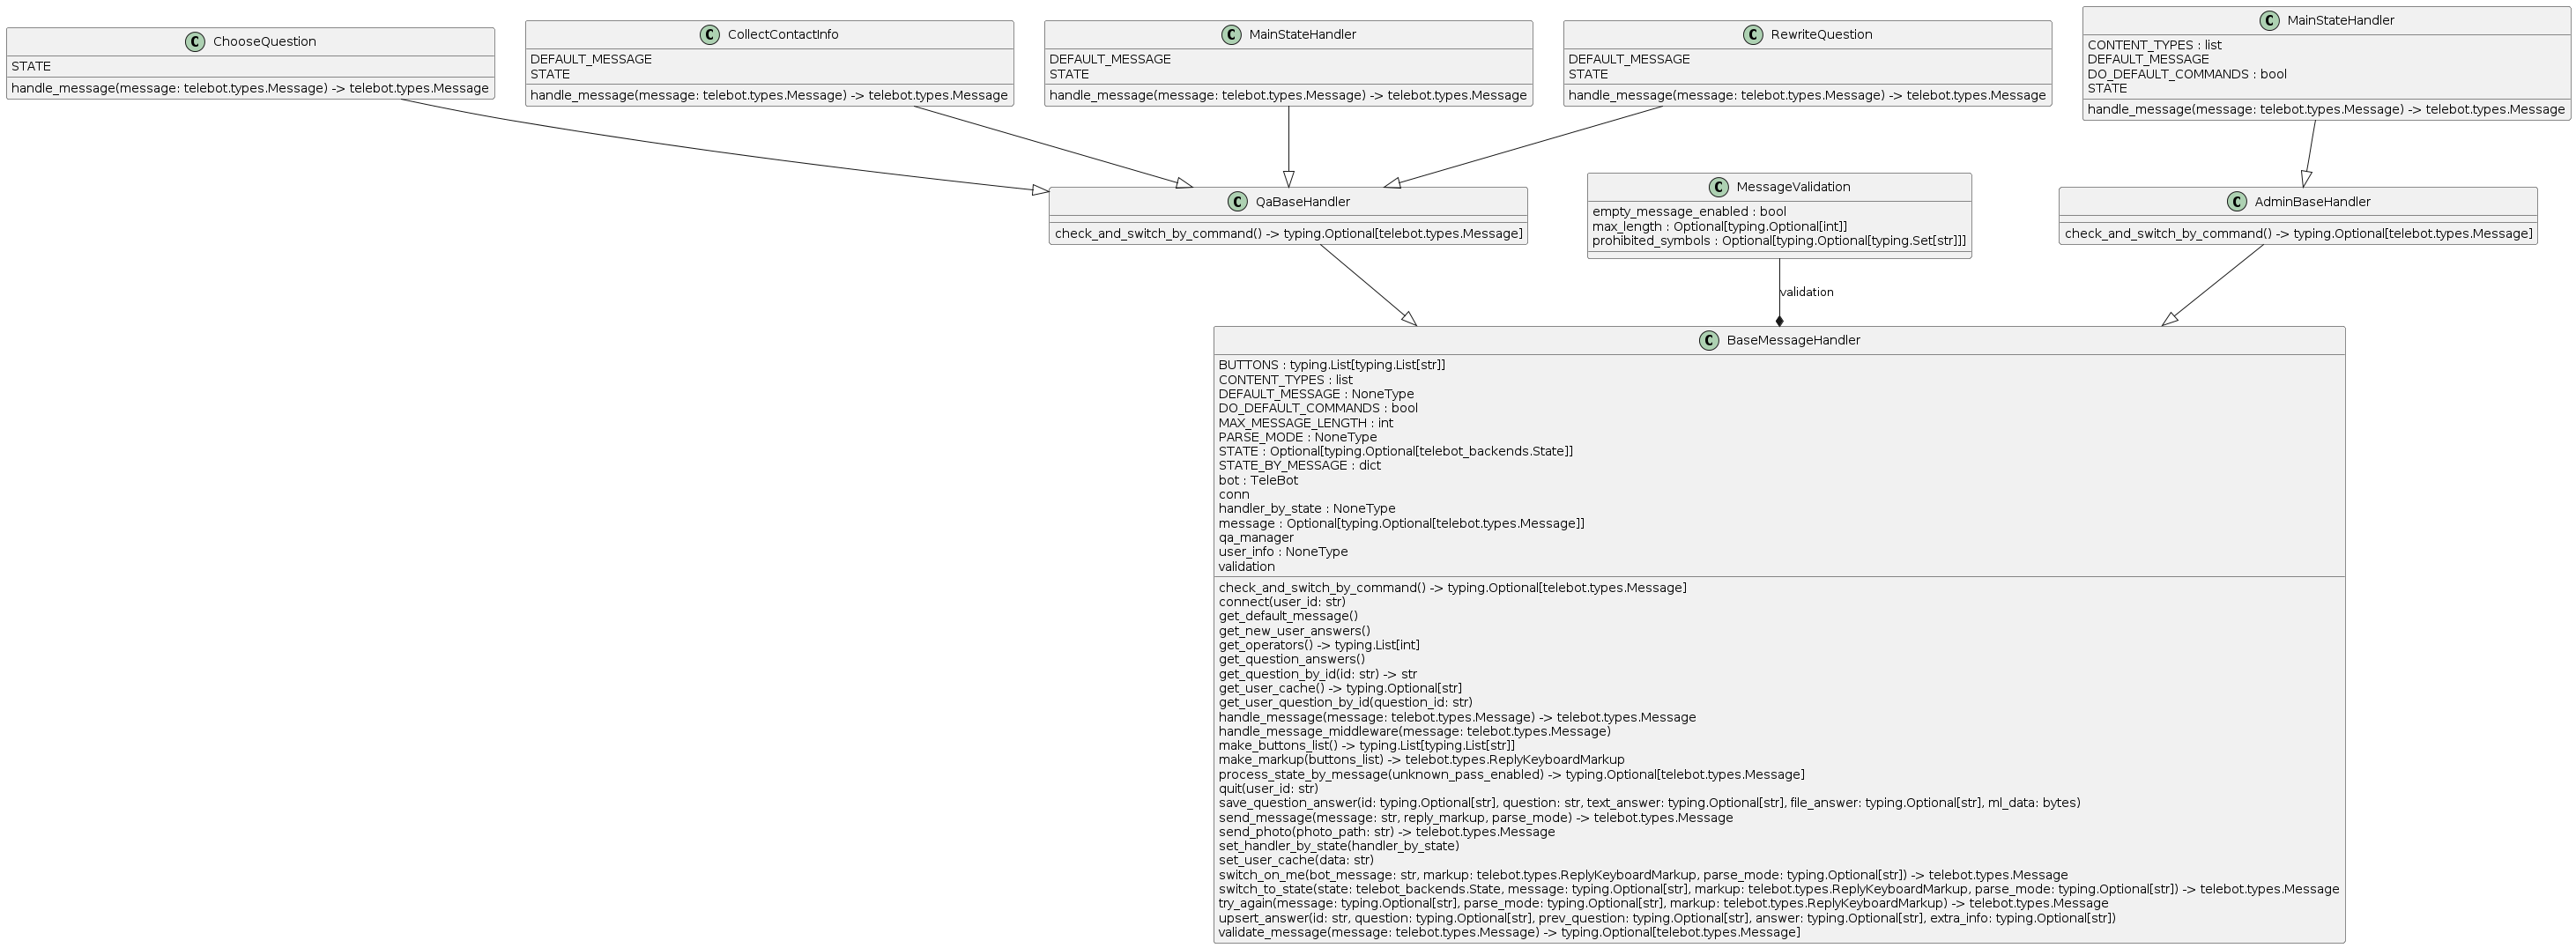 C ChooseQuestion
STATE
handle_message(message: telebot.types.Message) -> telebot.types.Message
C CollectContactInfo
DEFAULT_MESSAGE
STATE
handle_message(message: telebot.types.Message) -> telebot.types.Message
C MainStateHandler
DEFAULT_MESSAGE
STATE
handle_message(message: telebot.types.Message) -> telebot.types.Message
C RewriteQuestion
DEFAULT_MESSAGE
STATE
handle_message(message: telebot.types.Message) -> telebot.types.Message
C MainStateHandler
CONTENT_TYPES : list
DEFAULT_MESSAGE
DO_DEFAULT_COMMANDS : bool
STATE
handle_message(message: telebot.types.Message) -> telebot.types.Message
C QaBaseHandler
check_and_switch_by_command() -> typing.Optional[telebot.types.Message]
C MessageValidation
empty_message_enabled : bool
max_length : Optional[typing.Optional[int]]
prohibited_symbols : Optional[typing.Optional[typing.Set[str]]]
C AdminBaseHandler
check_and_switch_by_command() -> typing.Optional[telebot.types.Message]
validation
C BaseMessageHandler
BUTTONS : typing.List[typing.List[str]]
CONTENT_TYPES : list
DEFAULT_MESSAGE : NoneType
DO_DEFAULT_COMMANDS : bool
MAX_MESSAGE_LENGTH : int
PARSE_MODE : NoneType
STATE : Optional[typing.Optional[telebot_backends.State]]
STATE_BY_MESSAGE : dict
bot : TeleBot
conn
handler_by_state : NoneType
message : Optional[typing.Optional[telebot.types.Message]]
qa_manager
user_info : NoneType
validation
check_and_switch_by_command() -> typing.Optional[telebot.types.Message]
connect(user_id: str)
get_default_message()
get_new_user_answers()
get_operators() -> typing.List[int]
get_question_answers()
get_question_by_id(id: str) -> str
get_user_cache() -> typing.Optional[str]
get_user_question_by_id(question_id: str)
handle_message(message: telebot.types.Message) -> telebot.types.Message
handle_message_middleware(message: telebot.types.Message)
make_buttons_list() -> typing.List[typing.List[str]]
make_markup(buttons_list) -> telebot.types.ReplyKeyboardMarkup
process_state_by_message(unknown_pass_enabled) -> typing.Optional[telebot.types.Message]
quit(user_id: str)
save_question_answer(id: typing.Optional[str], question: str, text_answer: typing.Optional[str], file_answer: typing.Optional[str], ml_data: bytes)
send_message(message: str, reply_markup, parse_mode) -> telebot.types.Message
send_photo(photo_path: str) -> telebot.types.Message
set_handler_by_state(handler_by_state)
set_user_cache(data: str)
switch_on_me(bot_message: str, markup: telebot.types.ReplyKeyboardMarkup, parse_mode: typing.Optional[str]) -> telebot.types.Message
switch_to_state(state: telebot_backends.State, message: typing.Optional[str], markup: telebot.types.ReplyKeyboardMarkup, parse_mode: typing.Optional[str]) -> telebot.types.Message
try_again(message: typing.Optional[str], parse_mode: typing.Optional[str], markup: telebot.types.ReplyKeyboardMarkup) -> telebot.types.Message
upsert_answer(id: str, question: typing.Optional[str], prev_question: typing.Optional[str], answer: typing.Optional[str], extra_info: typing.Optional[str])
validate_message(message: telebot.types.Message) -> typing.Optional[telebot.types.Message]